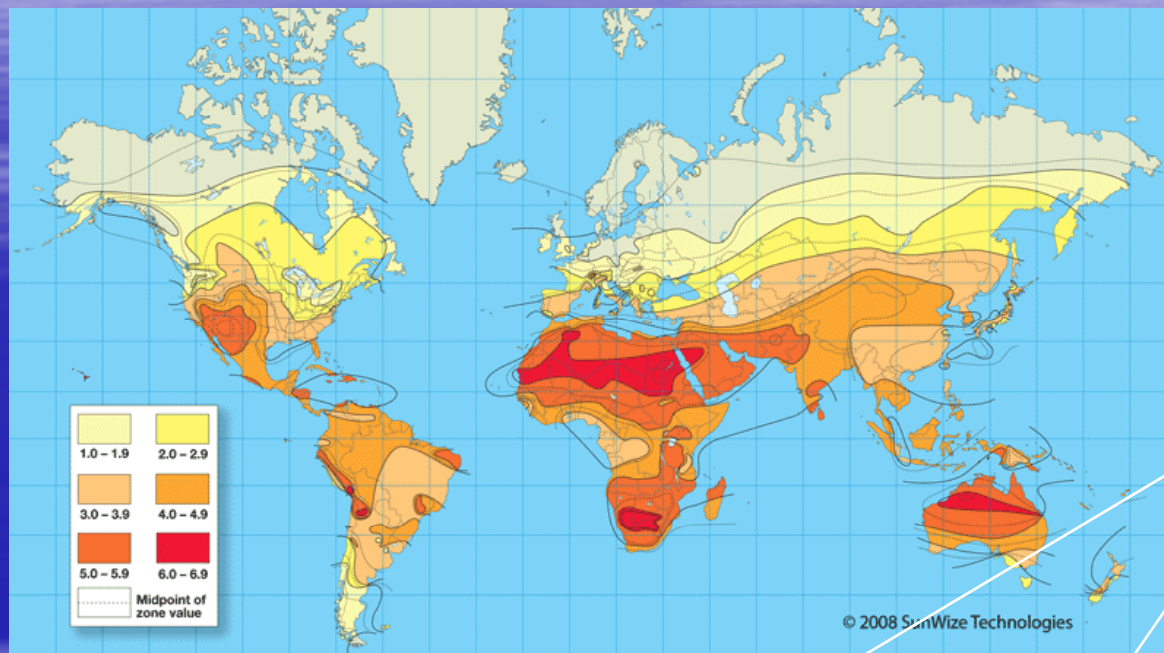 1.0 – 1.9 2.0 – 2.9
3.0 – 3.9 4.0 – 4.9
5.0 – 5.9 6.0 – 6.9
Midpoint of
zone value
© 2008 SunWize Technologies